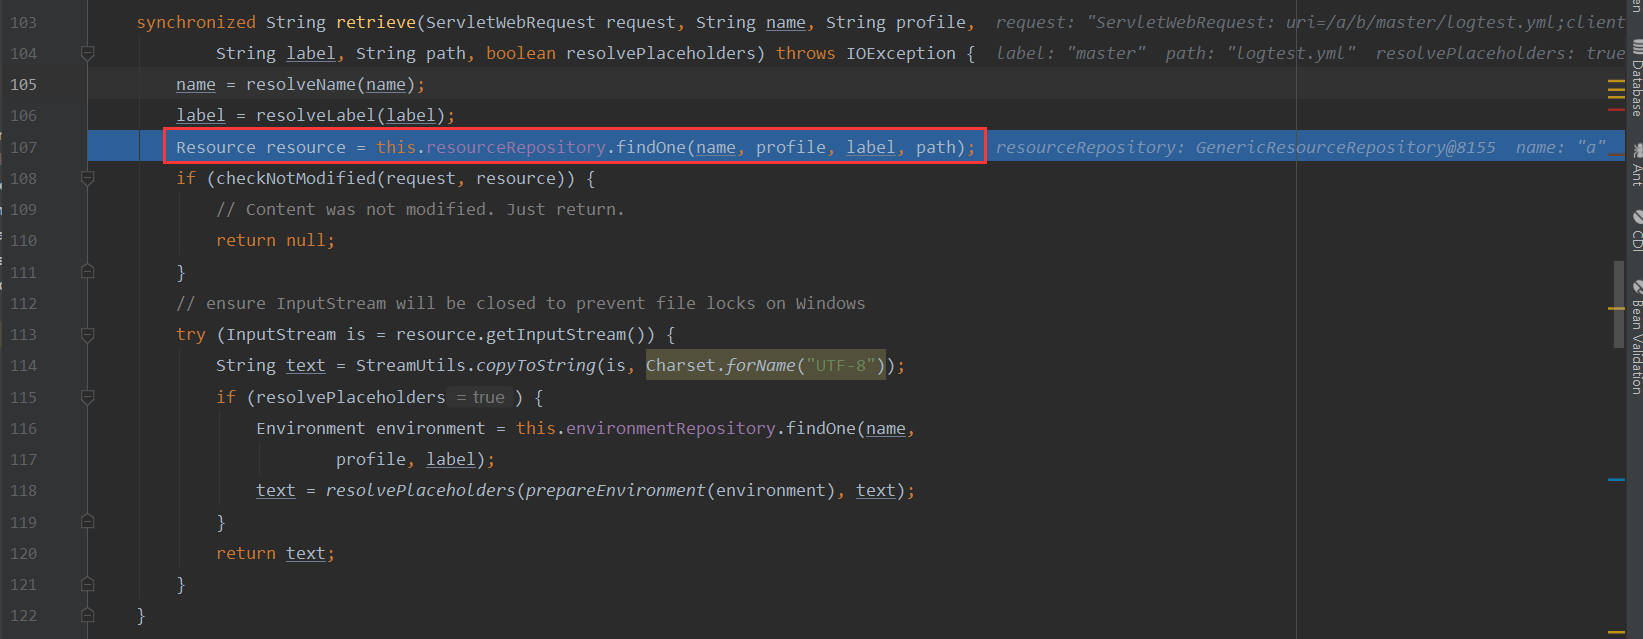 103 synchronized String retrieve(ServletWebRequest request, String name, String profile, request: "ServletWebRequest: uri=/a/b/master/logtest.yml;client
104 String label, String path, boolean resolvePlaceholders) throws IOException { label: "master" path: "logtest.yml" resolvePlaceholders: true
105 name = resolveName(name);
106 label = resolveLabel(label);
107 Resource resource = this.resourceRepository.findOne(name, profile, label, path); resourceRepository: GenericResourceRepository@8155 name: "a"
108 if (checkNotModified(request, resource)) {
109 // Content was not modified. Just return.
110 return null;
111 }
112 // ensure InputStream will be closed to prevent file locks on Windows
113 try (InputStream is = resource.getInputStream()) {
114 String text = StreamUtils.copyToString(is, Charset.forName("UTF-8"));
115 if (resolvePlaceholders = true ) {
116 Environment environment = this.environmentRepository.findOne(name,
117 profile, label);
118 text = resolvePlaceholders(prepareEnvironment(environment), text);
119 }
120 return text;
121 }
122 }
Database
Ant
CDI
Bean Validation